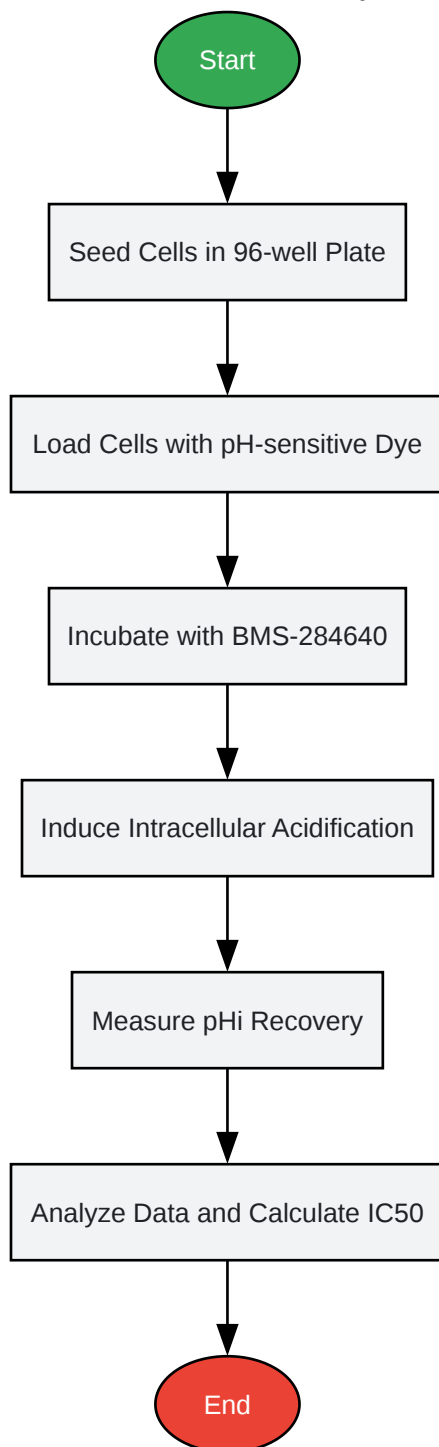 Start
Seed Cells in 96-well Plate
Load Cells with pH-sensitive Dye
Incubate with BMS-284640
Induce Intracellular Acidification
Measure pHi Recovery
Analyze Data and Calculate IC50
End